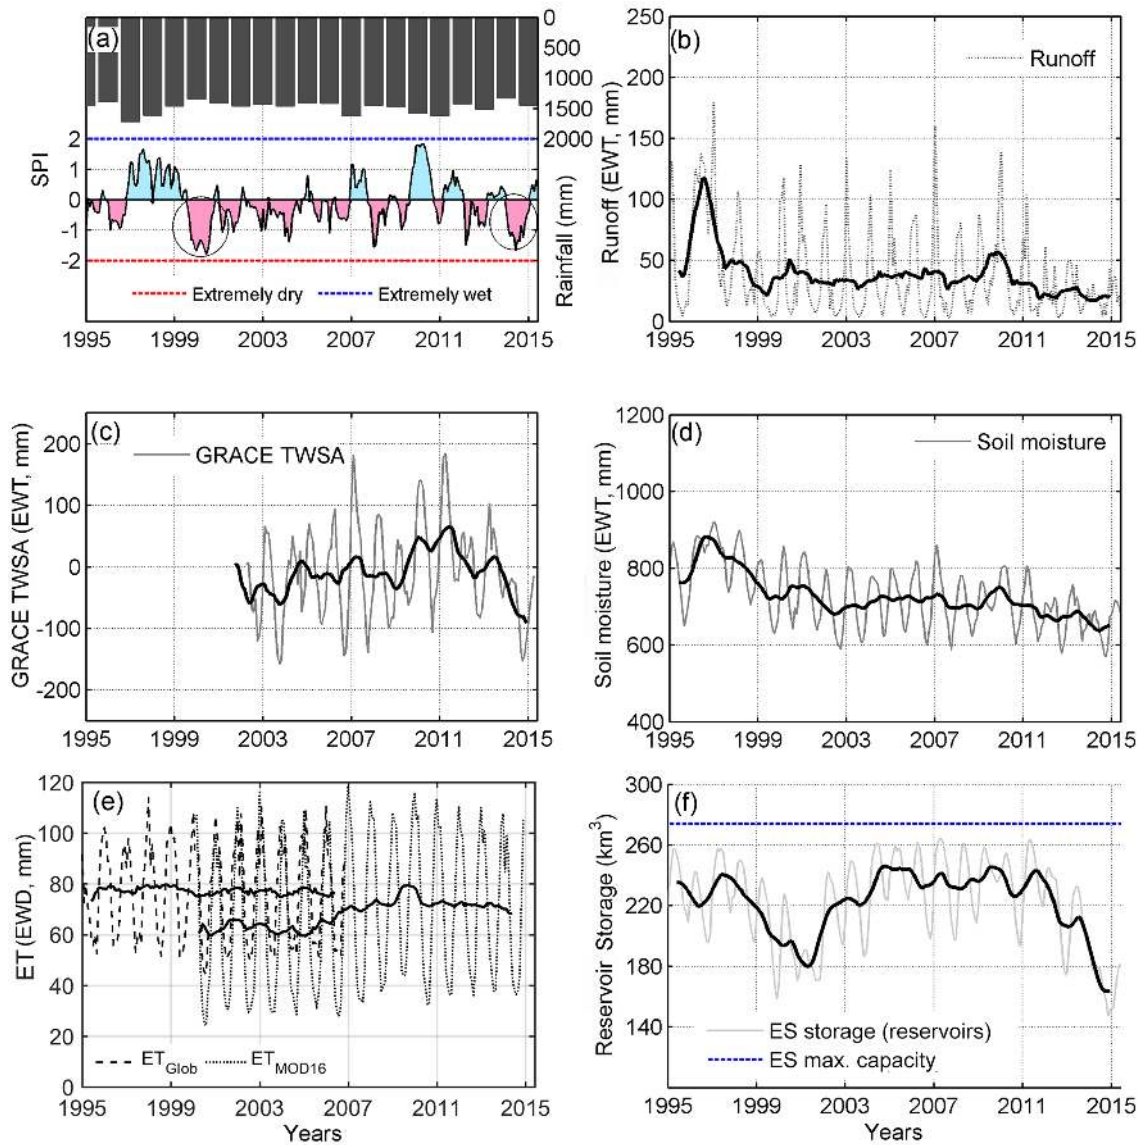 (a)
SPI
2
1
0
-1
-2
0
500
1000
1500
2000
Rainfall (mm)
Extremely dry
Extremely wet
1995 1999 2003 2007 2011 2015
(b)
Runoff
Runoff (EWT, mm)
250
200
150
100
50
0
1995 1999 2003 2007 2011 2015
(c)
GRACE TWSA
GRACE TWSA (EWT, mm)
200
100
0
-100
-200
1995 1999 2003 2007 2011 2015
(d)
Soil moisture
Soil moisture (EWT, mm)
1200
1000
800
600
400
1995 1999 2003 2007 2011 2015
(e)
ET (EWD, mm)
120
100
80
60
40
20
0
ET_Glob
ET_MOD16
1995 1999 2003 2007 2011 2015
Years
(f)
Reservoir Storage (km³)
300
260
220
180
140
ES storage (reservoirs)
ES max. capacity
1995 1999 2003 2007 2011 2015
Years